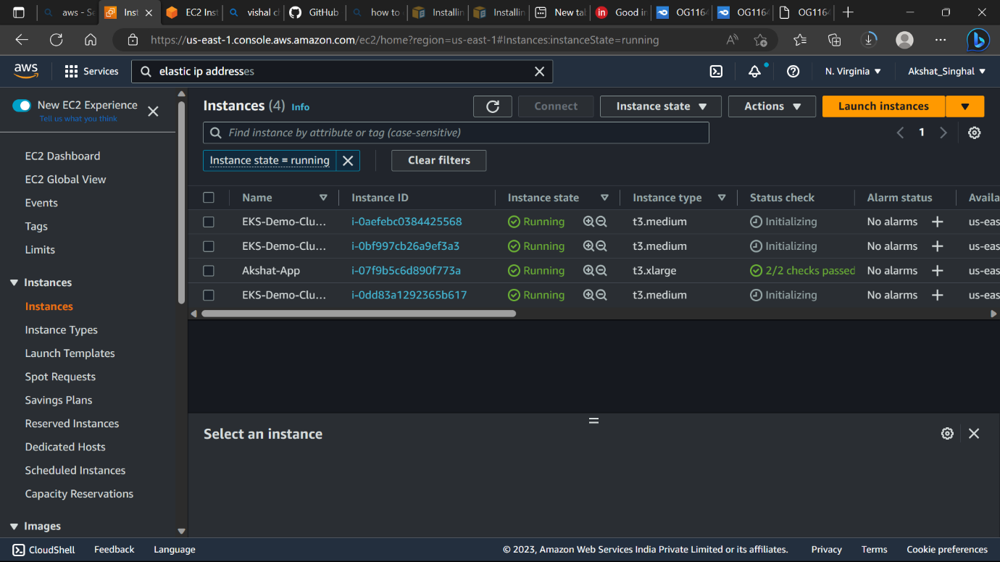 aws - Se
Inst
EC2 Inst
vishal ch
GitHub
how to
Installin
Installin
New tab
Good in
OG1164
OG1164
OG1164
https://us-east-1.console.aws.amazon.com/ec2/home?region=us-east-1#Instances:instanceState=running
aws
Services
elastic ip addresses
N. Virginia
Akshat_Singhal
New EC2 Experience
Tell us what you think
EC2 Dashboard
EC2 Global View
Events
Tags
Limits
Instances
Instances
Instance Types
Launch Templates
Spot Requests
Savings Plans
Reserved Instances
Dedicated Hosts
Scheduled Instances
Capacity Reservations
Images
Instances (4) Info
Connect
Instance state
Actions
Launch instances
Find instance by attribute or tag (case-sensitive)
1
Instance state = running
Clear filters
Name Instance ID Instance state Instance type Status check Alarm status Availa
EKS-Demo-Clu... i-0aefebc0384425568 Running t3.medium Initializing No alarms + us-eas
EKS-Demo-Clu... i-0bf997cb26a9ef3a3 Running t3.medium Initializing No alarms + us-eas
Akshat-App i-07f9b5c6d890f773a Running t3.xlarge 2/2 checks passed No alarms + us-eas
EKS-Demo-Clu... i-0dd83a1292365b617 Running t3.medium Initializing No alarms + us-eas
Select an instance
CloudShell Feedback Language © 2023, Amazon Web Services India Private Limited or its affiliates. Privacy Terms Cookie preferences